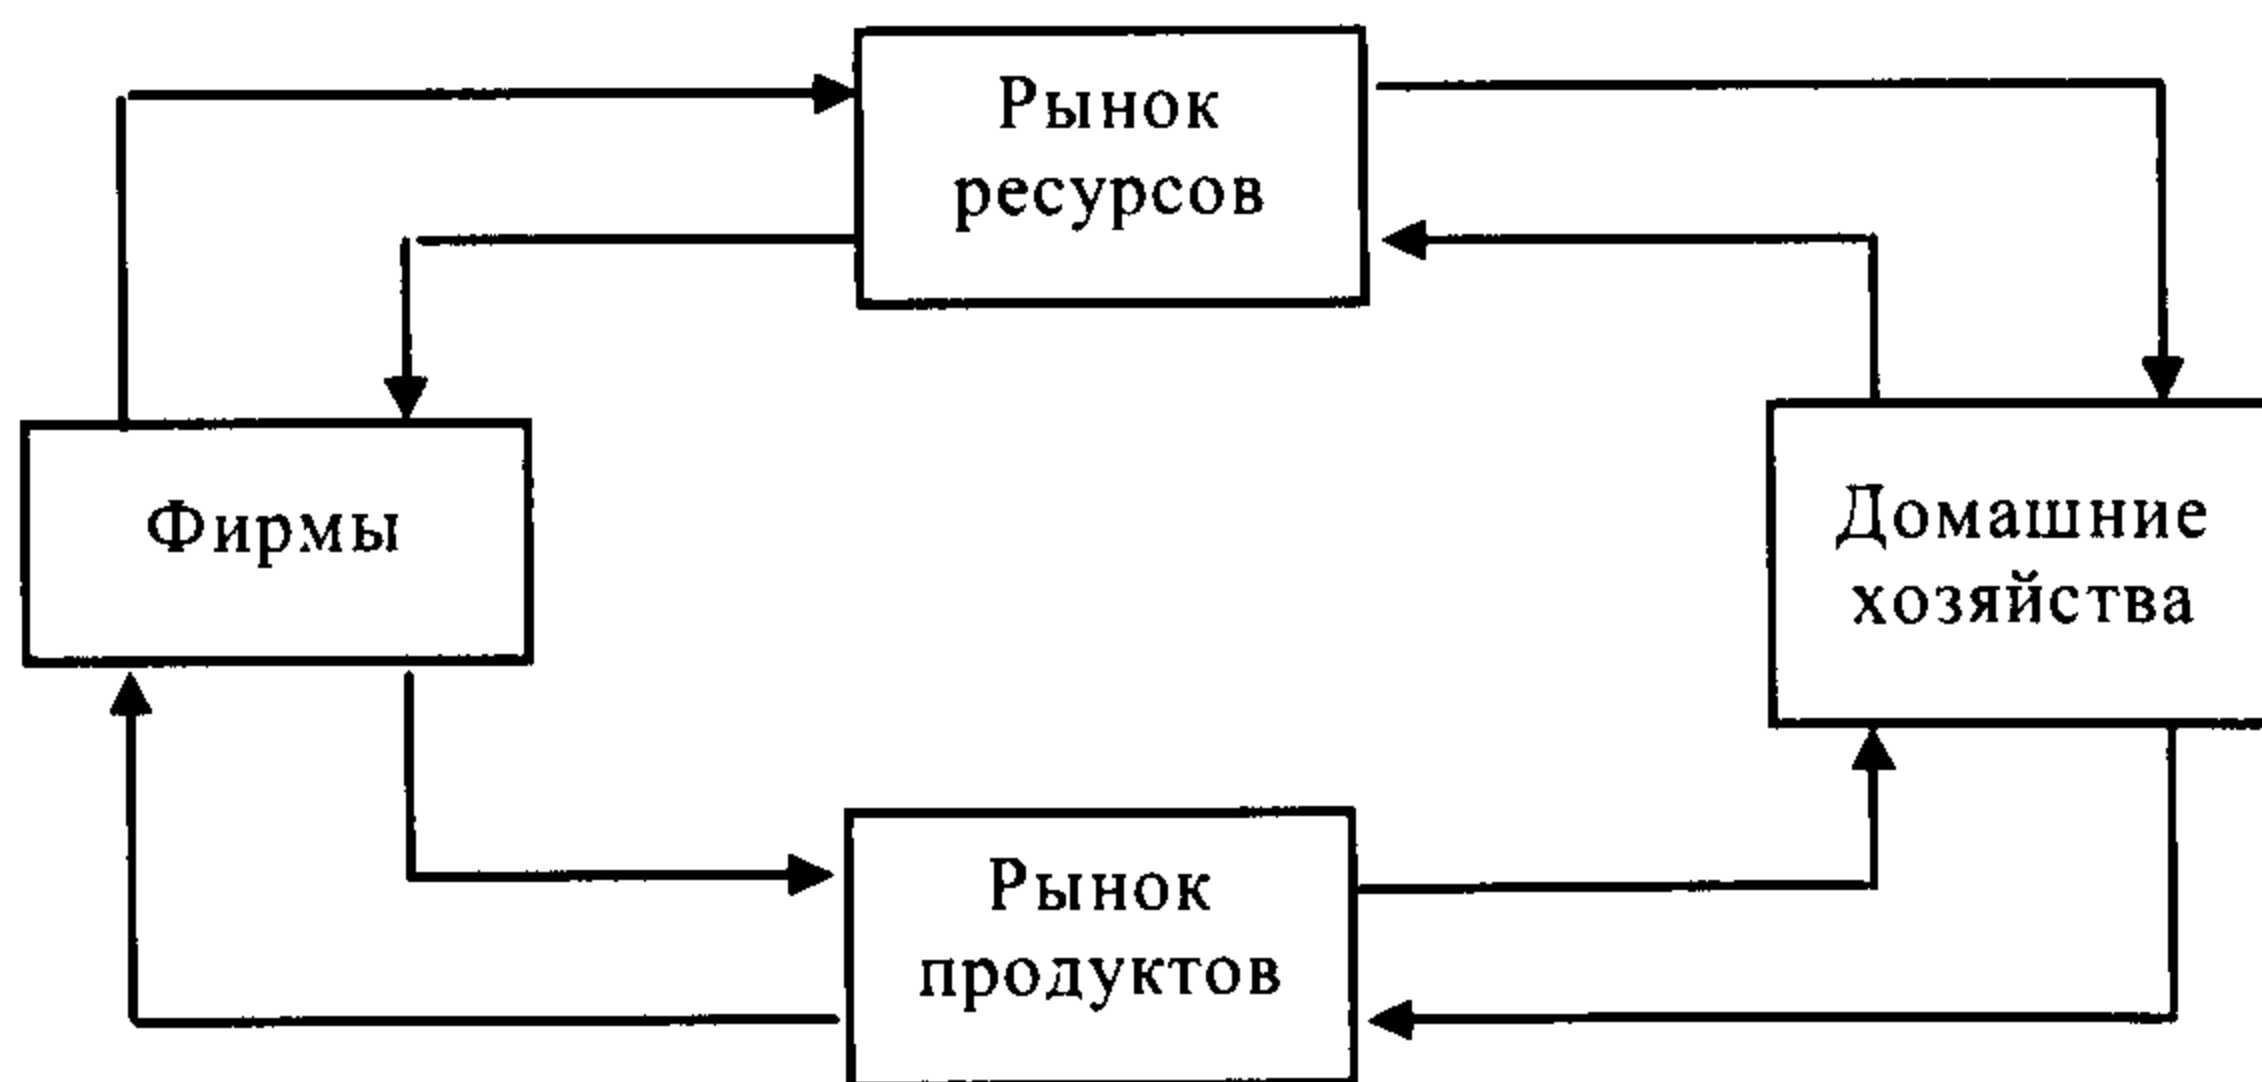 Рынок
ресурсов
Фирмы
Домашние
хозяйства
Рынок
продуктов